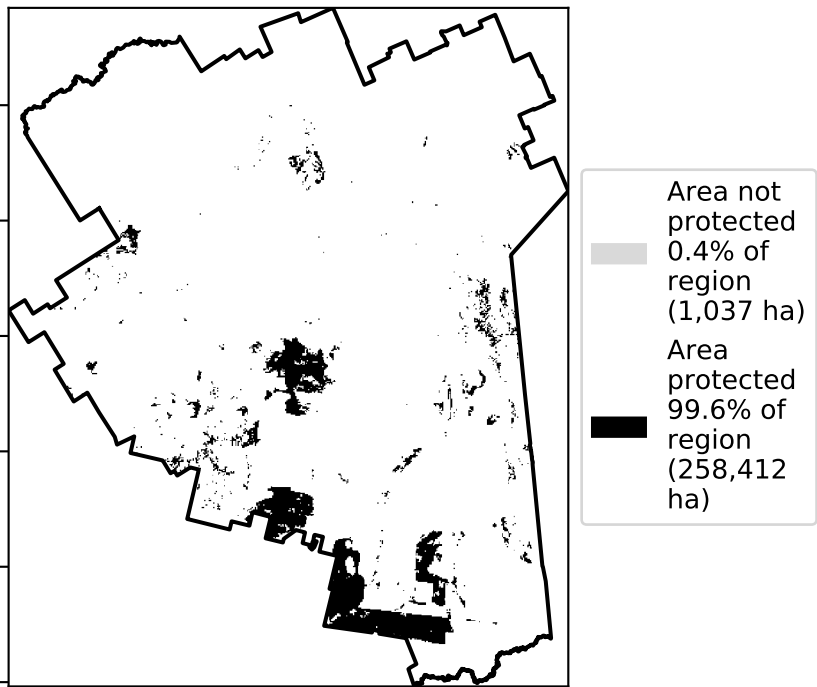 Area not
protected
0.4% of
region
(1,037 ha)
Area
protected
99.6% of
region
(258,412
ha)